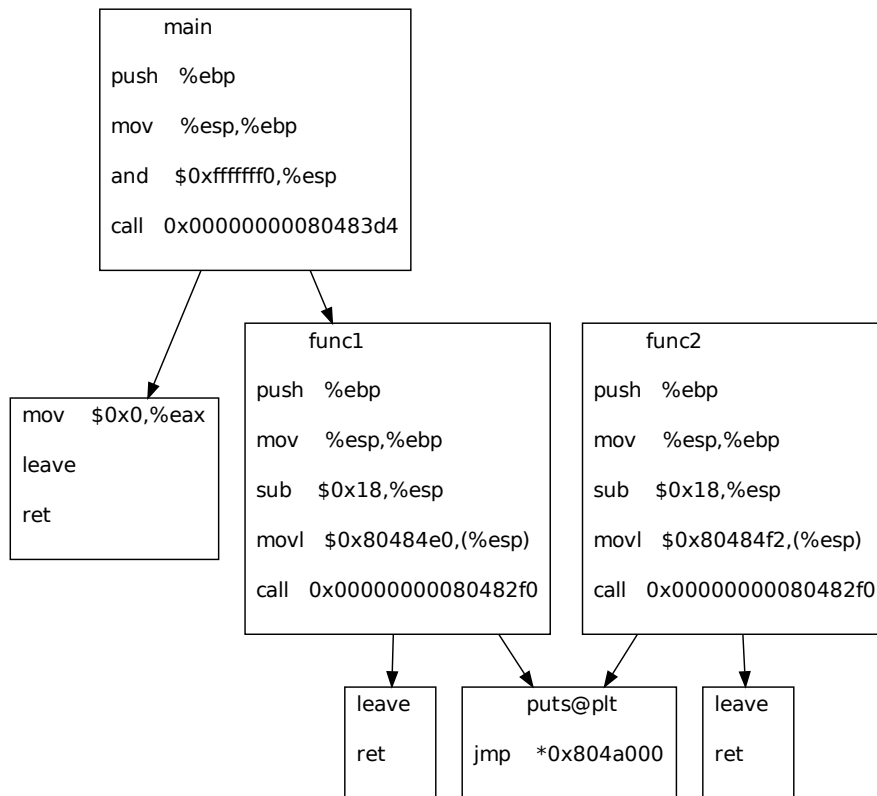 main
push %ebp
mov %esp,%ebp
and $0xfffffff0,%esp
call 0x00000000080483d4
func1
push %ebp
mov %esp,%ebp
sub $0x18,%esp
movl $0x80484e0,(%esp)
call 0x00000000080482f0
func2
push %ebp
mov %esp,%ebp
sub $0x18,%esp
movl $0x80484f2,(%esp)
call 0x00000000080482f0
mov $0x0,%eax
leave
ret
leave
ret
puts@plt
jmp *0x804a000
leave
ret